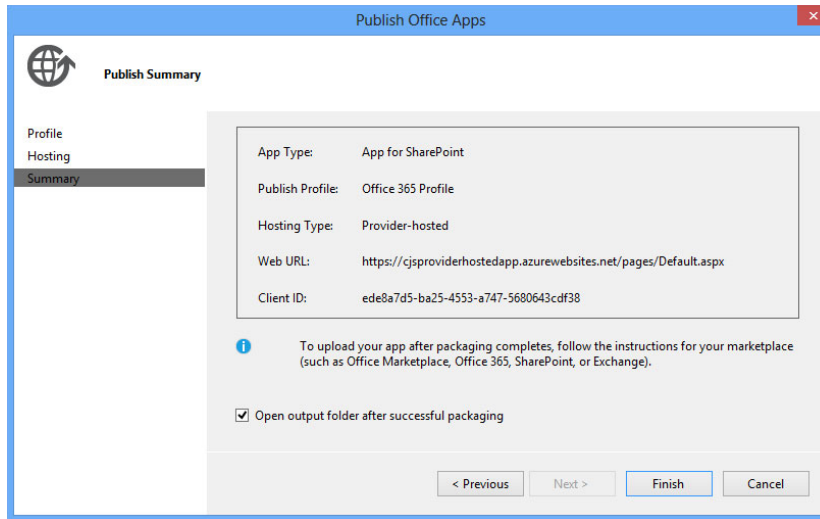 Publish Office Apps
Publish Summary
Profile
Hosting
Summary
App Type: App for SharePoint
Publish Profile: Office 365 Profile
Hosting Type: Provider-hosted
Web URL: https://cjsproviderhostedapp.azurewebsites.net/pages/Default.aspx
Client ID: ede8a7d5-ba25-4553-a747-5680643cdf38
To upload your app after packaging completes, follow the instructions for your marketplace
(such as Office Marketplace, Office 365, SharePoint, or Exchange).
Open output folder after successful packaging
< Previous Next > Finish Cancel